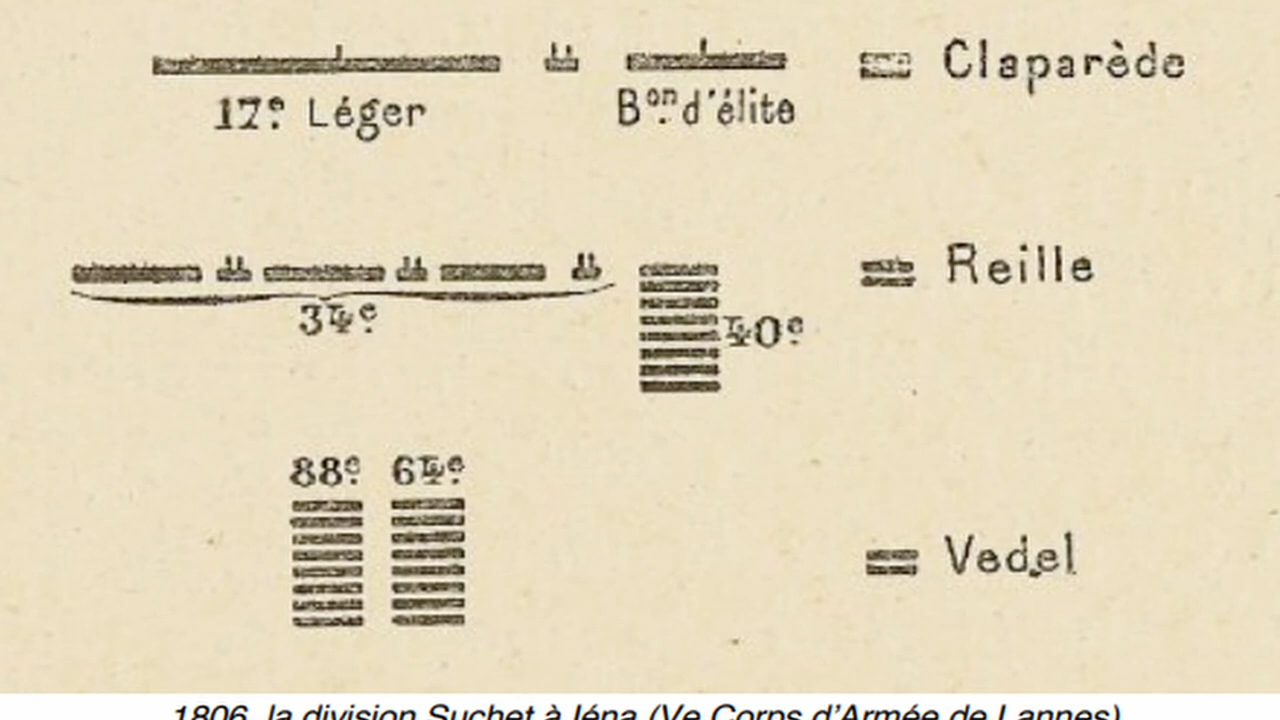 17e Léger Bon d'élite Claparède
34e 40e Reille
88e 64e
Vedel
1806, la division Suchet à Iéna (Ve Corps d'Armée de Lannes)